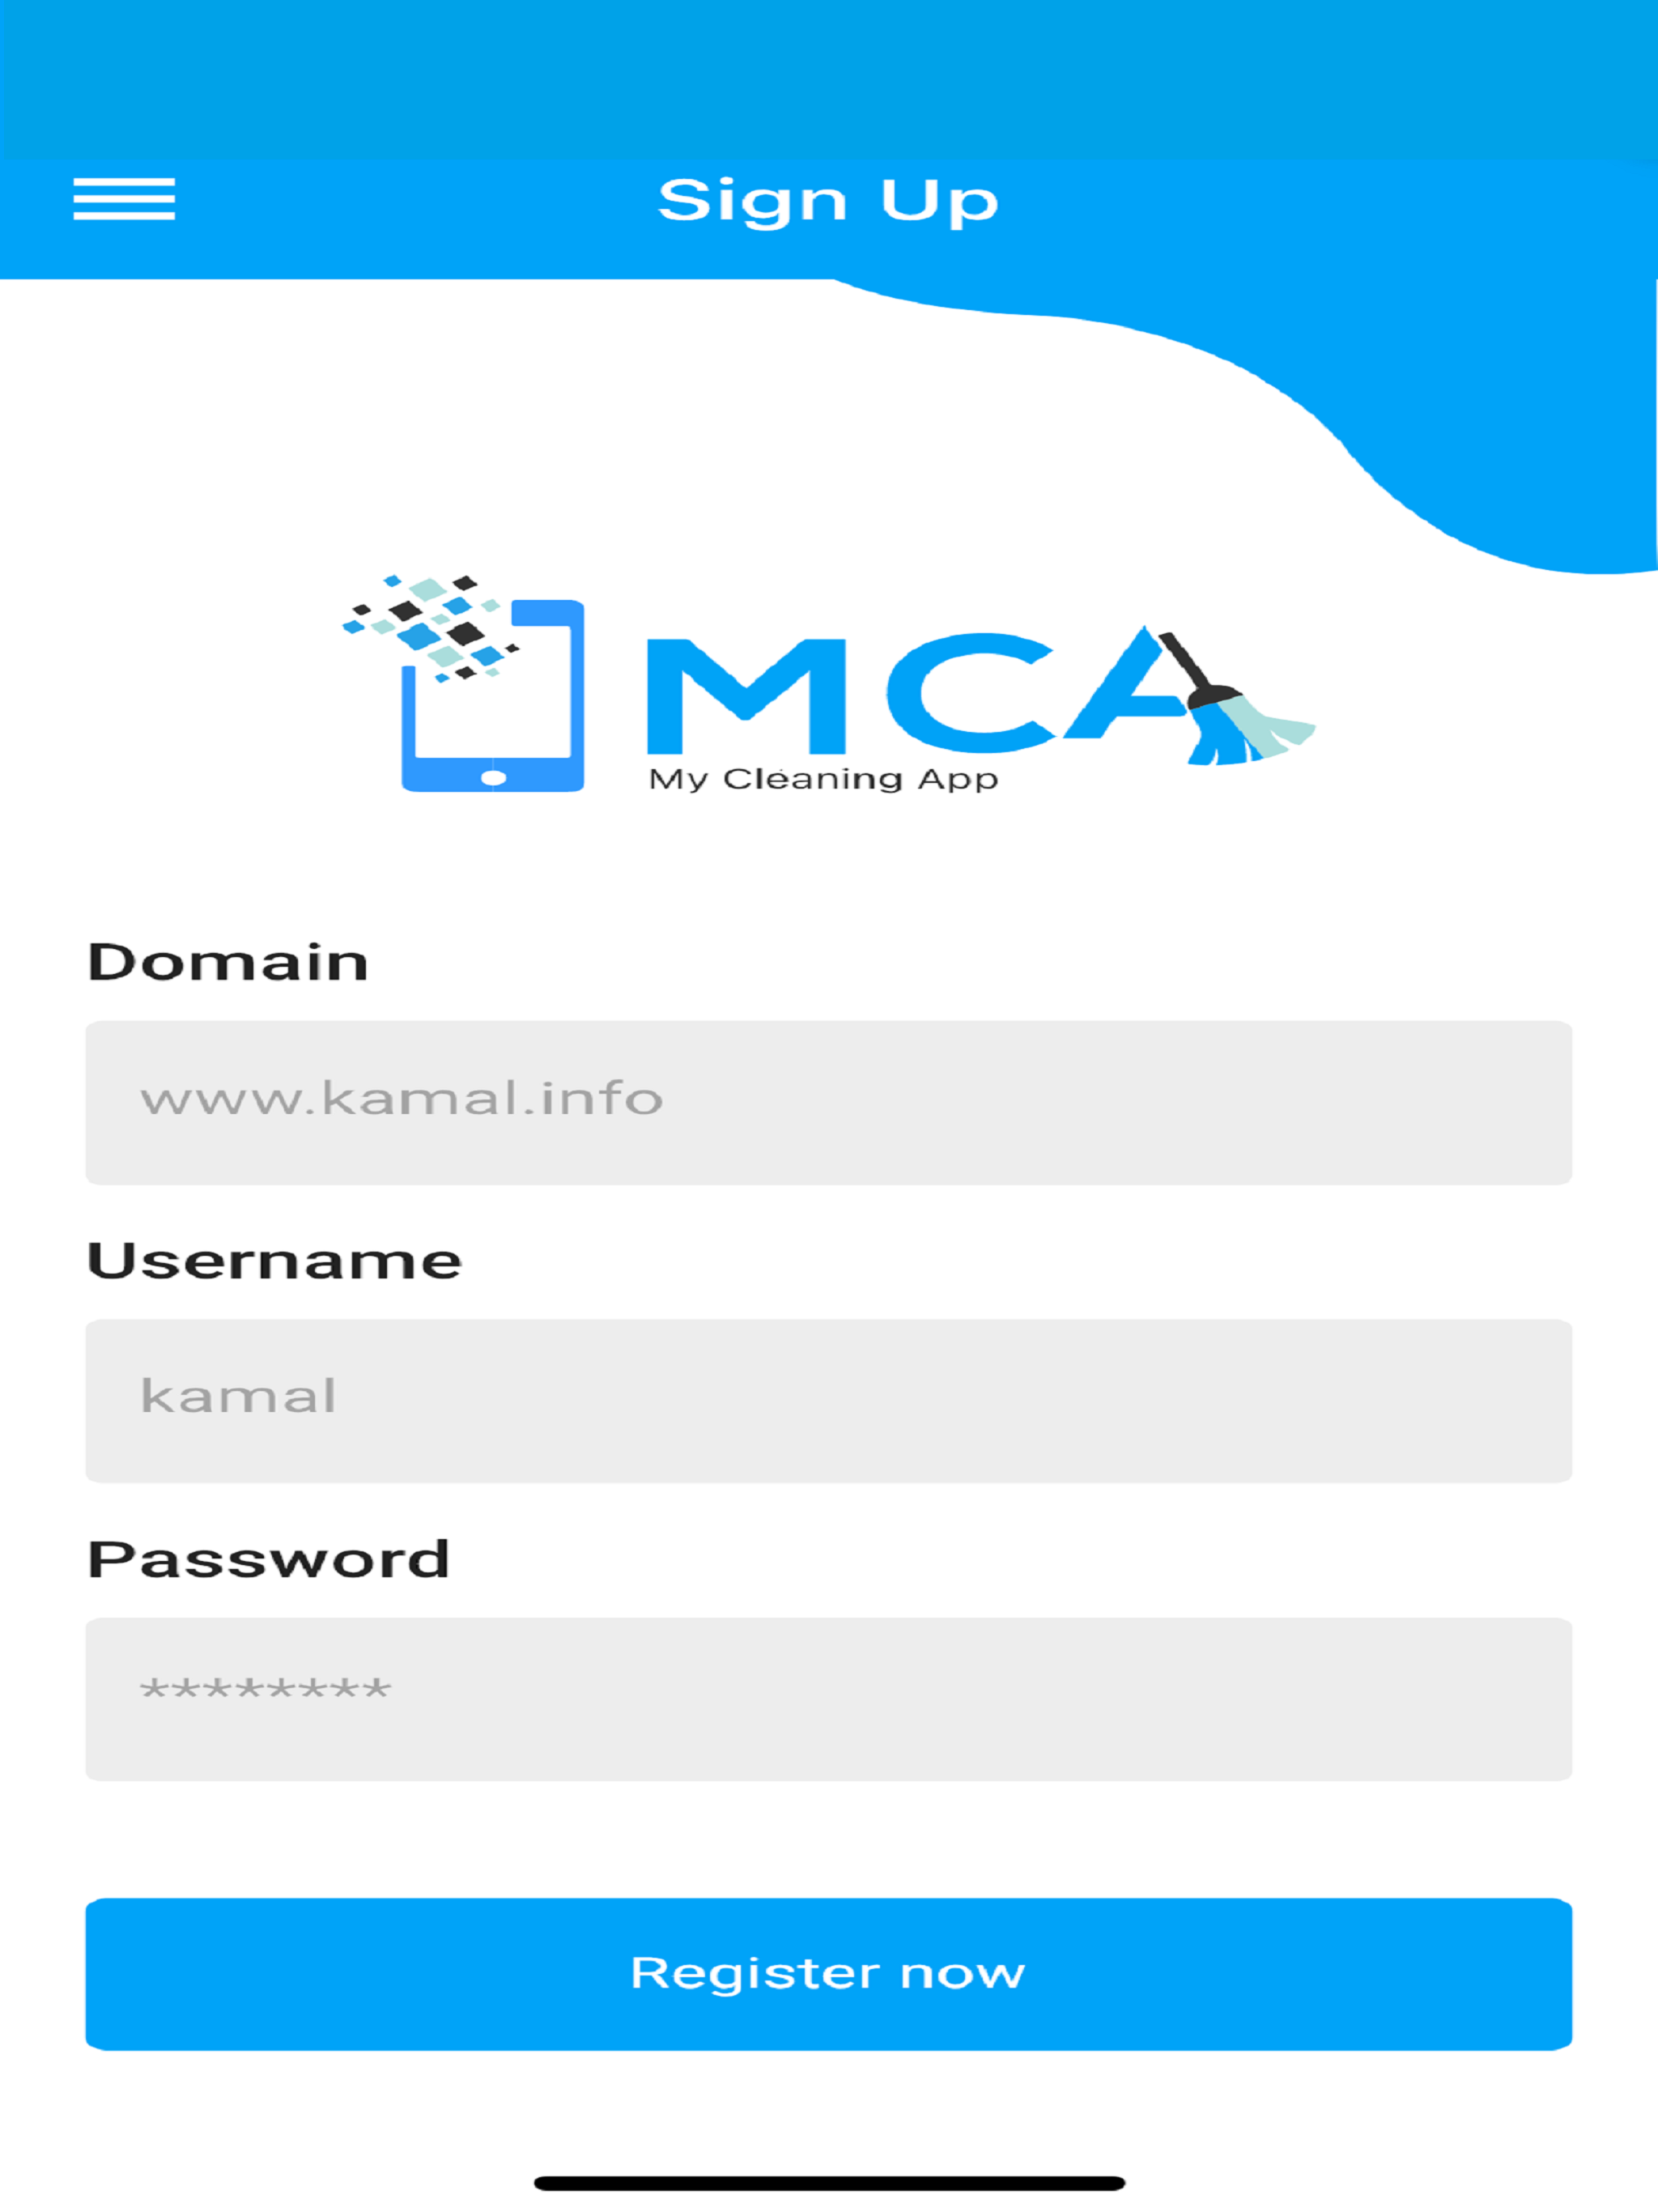 Sign Up
MCA
My Cleaning App
Domain
www.kamal.info
Username
kamal
Password
********
Register now